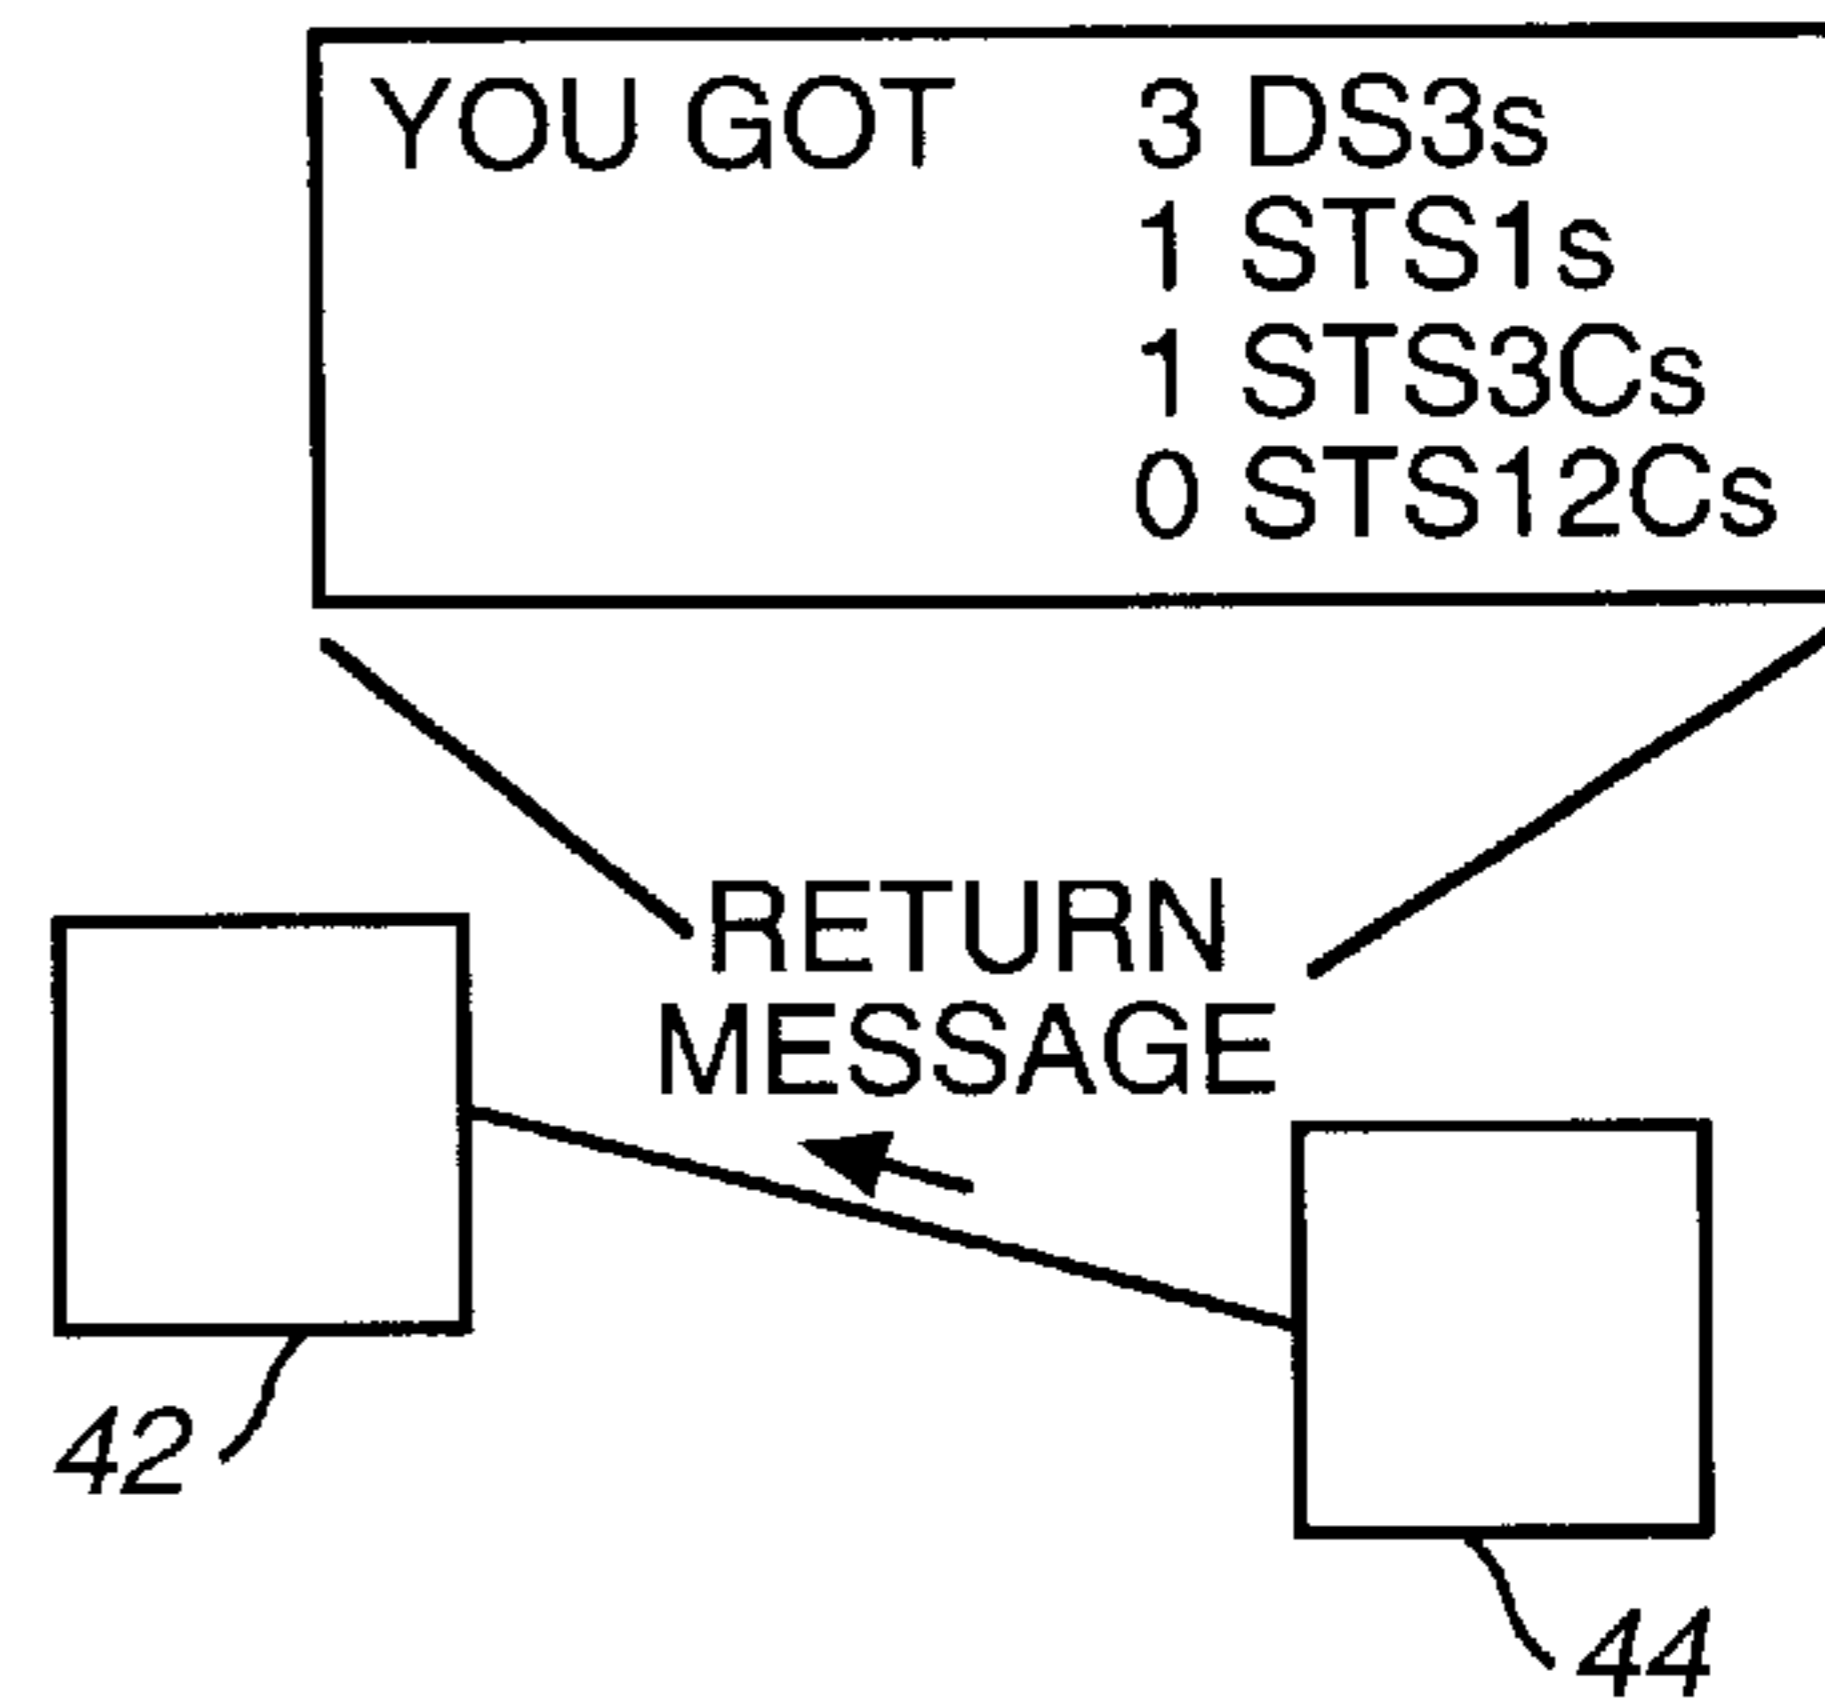 YOU GOT 3 DS3s
1 STS1s
1 STS3Cs
0 STS12Cs
RETURN
MESSAGE
42
44